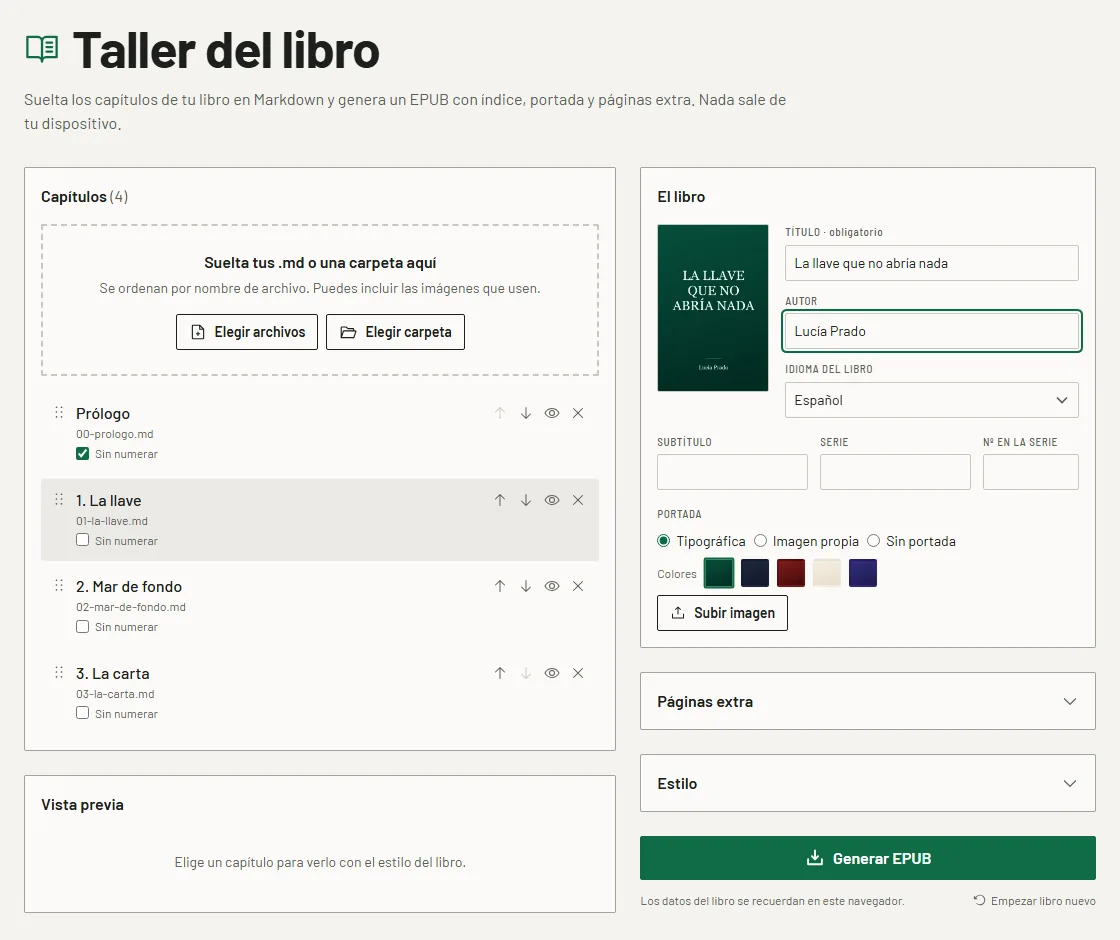 Taller del libro
Suelta los capítulos de tu libro en Markdown y genera un EPUB con índice, portada y páginas extra. Nada sale de
tu dispositivo.
Capítulos (4)
Suelta tus .md o una carpeta aquí
Se ordenan por nombre de archivo. Puedes incluir las imágenes que usen.
Elegir archivos
Elegir carpeta
Prólogo
00-prologo.md
Sin numerar
1. La llave
01-la-llave.md
Sin numerar
2. Mar de fondo
02-mar-de-fondo.md
Sin numerar
3. La carta
03-la-carta.md
Sin numerar
Vista previa
Elige un capítulo para verlo con el estilo del libro.
El libro
LA LLAVE
QUE NO
ABRÍA NADA
Lucía Prado
TÍTULO · obligatorio
La llave que no abría nada
AUTOR
Lucía Prado
IDIOMA DEL LIBRO
Español
SUBTÍTULO
SERIE
Nº EN LA SERIE
PORTADA
Tipográfica
Imagen propia
Sin portada
Colores
Subir imagen
Páginas extra
Estilo
Generar EPUB
Los datos del libro se recuerdan en este navegador.
Empezar libro nuevo